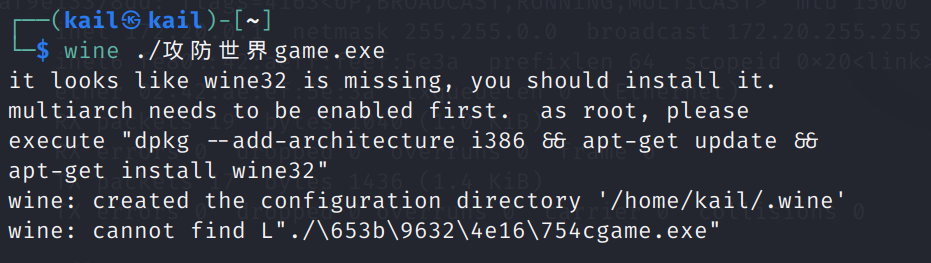 ┌──(kail㉿kail)-[~]
└─$ wine ./攻防世界game.exe
it looks like wine32 is missing, you should install it.
multiarch needs to be enabled first.  as root, please
execute "dpkg --add-architecture i386 && apt-get update &&
apt-get install wine32"
wine: created the configuration directory '/home/kail/.wine'
wine: cannot find L"./\653b\9632\4e16\754cgame.exe"